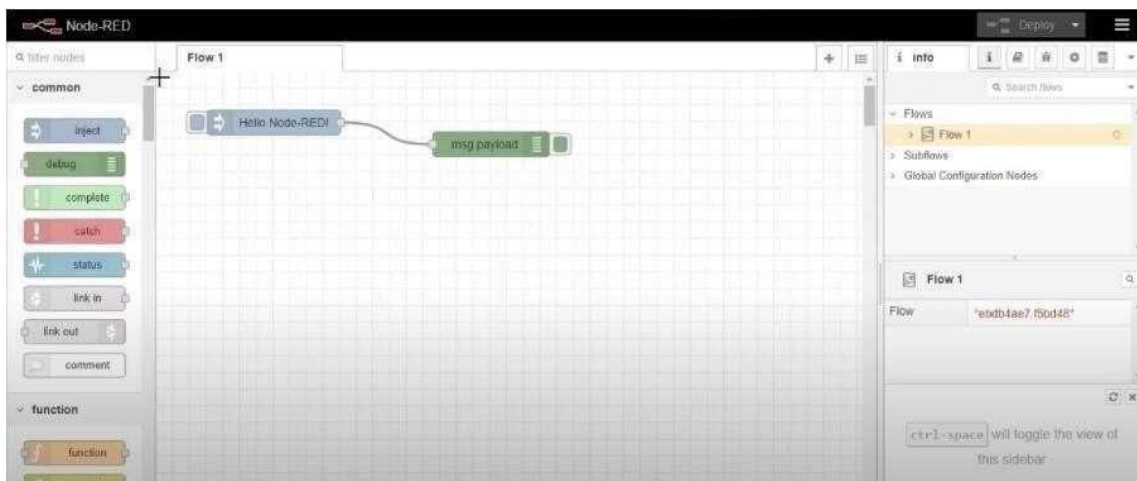 Node-RED
Deploy
filter nodes
Flow 1
info
Search flows
common
inject
debug
complete
catch
status
link in
link out
comment
function
function
Hello Node-RED!
msg payload
Flows
Flow 1
Subflows
Global Configuration Nodes
Flow 1
Flow
ctrl-space will toggle the view of
this sidebar